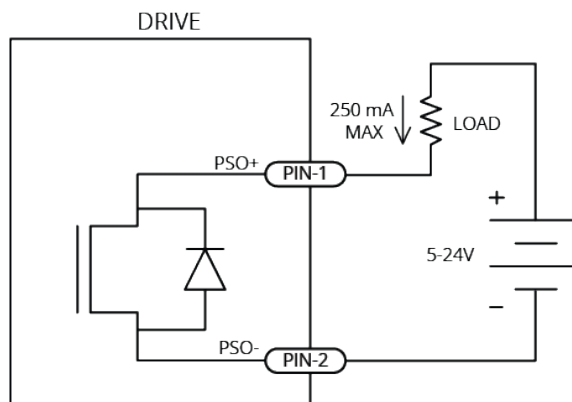 DRIVE
250 mA
MAX
LOAD
PSO+
PIN-1
+
5-24V
−
PSO-
PIN-2